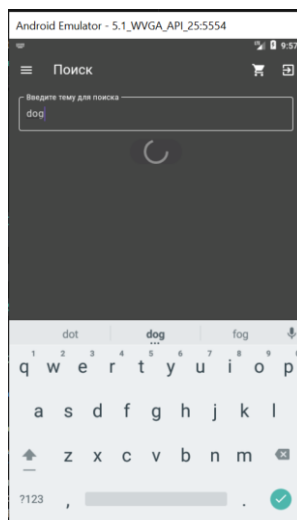 Android Emulator - 5.1_WVGA_API_25:5554
9:57
Поиск
Введите тему для поиска
dog
dot dog fog
1 2 3 4 5 6 7 8 9
q w e r t y u i o p
a s d f g h j k l
z x c v b n m
?123 , .